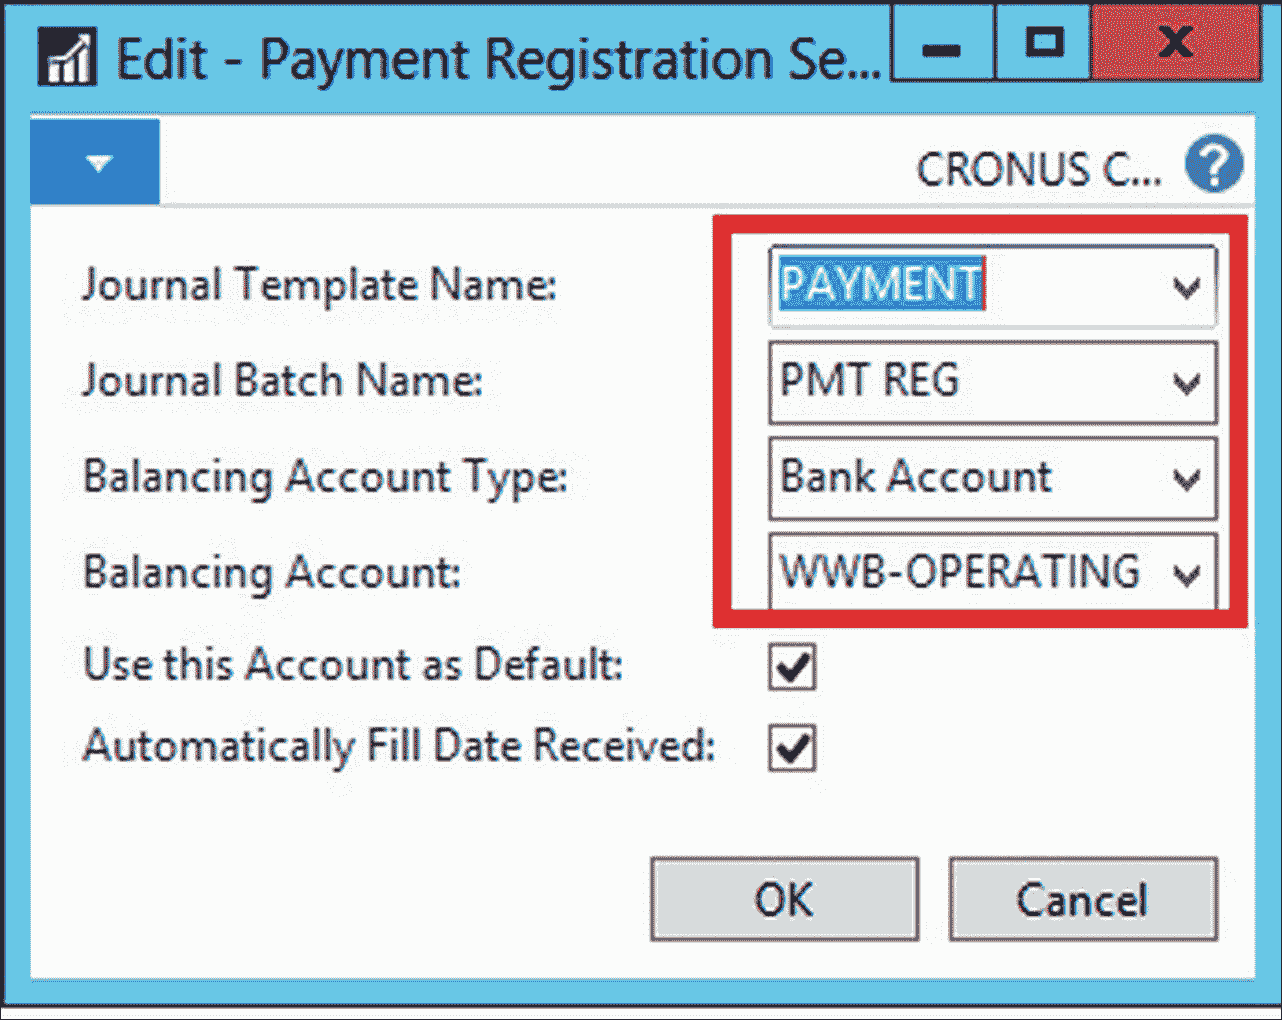 Edit - Payment Registration Se...
CRONUS C...
?
Journal Template Name: PAYMENT
Journal Batch Name: PMT REG
Balancing Account Type: Bank Account
Balancing Account: WWB-OPERATING
Use this Account as Default:
Automatically Fill Date Received:
OK Cancel